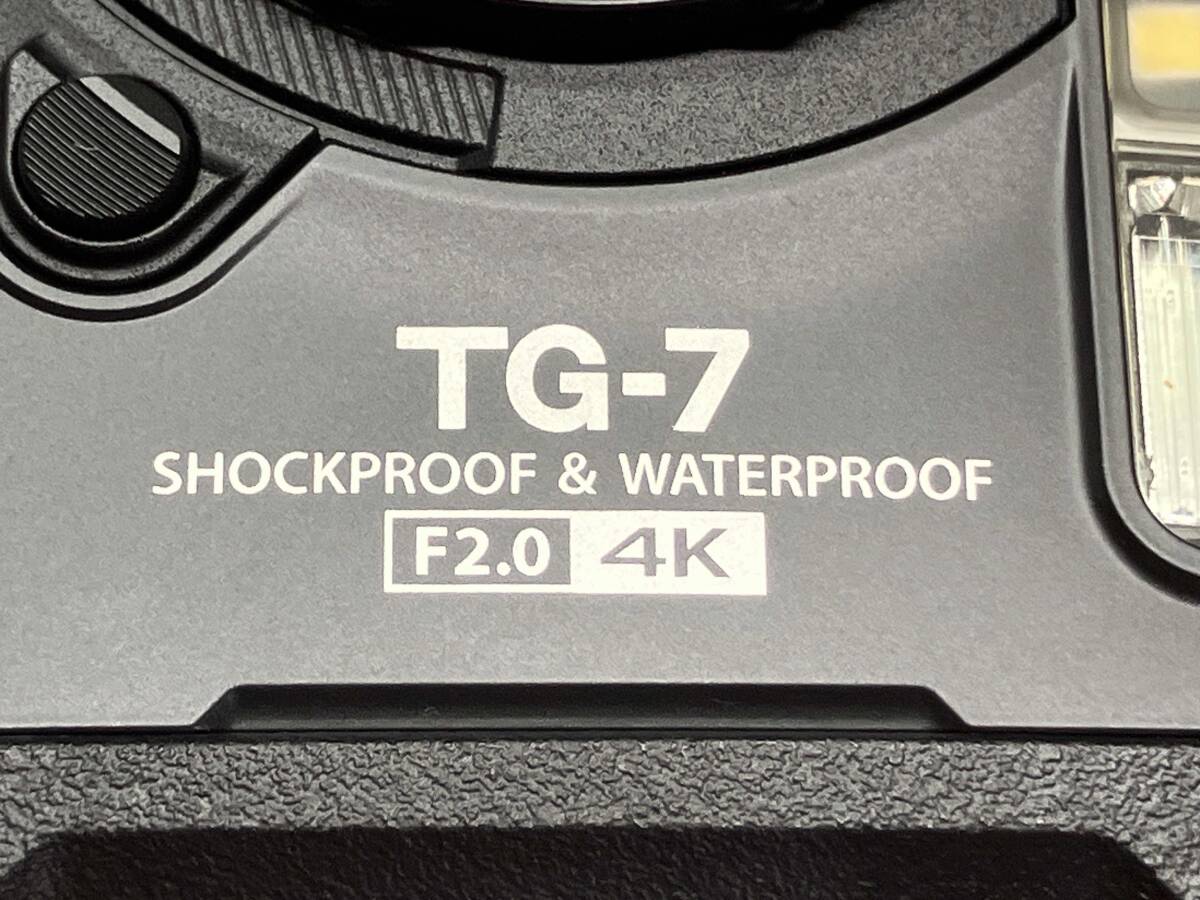 TG-7
SHOCKPROOF & WATERPROOF
F2.0 4K